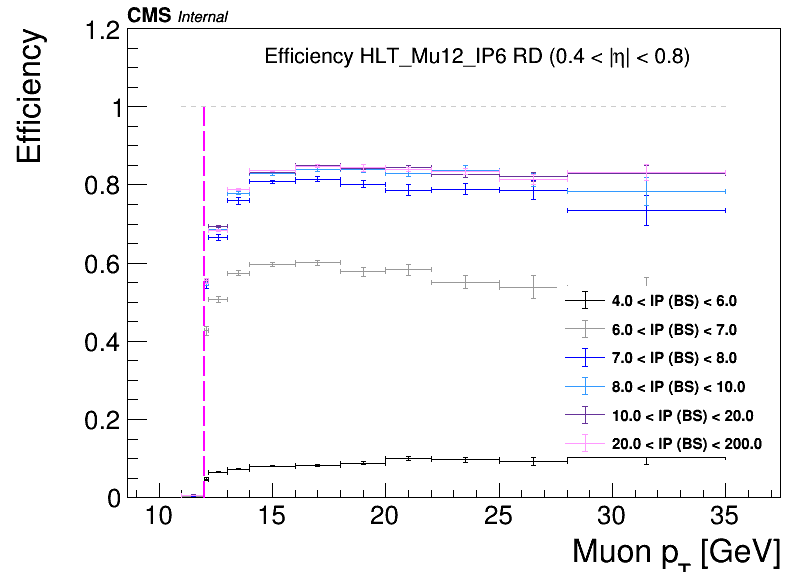 CMS Internal
Efficiency HLT_Mu12_IP6 RD (0.4 < |η| < 0.8)
Efficiency
1.2
1
0.8
0.6
0.4
0.2
0
4.0 < IP (BS) < 6.0
6.0 < IP (BS) < 7.0
7.0 < IP (BS) < 8.0
8.0 < IP (BS) < 10.0
10.0 < IP (BS) < 20.0
20.0 < IP (BS) < 200.0
10 15 20 25 30 35
Muon p_T [GeV]